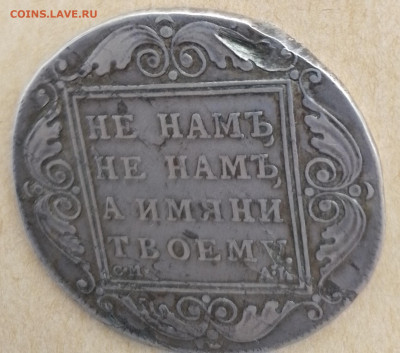 COINS.LAVE.RU
НЕ НАМЪ,
НЕ НАМЪ,
А ИМЯНИ
ТВОЕМУ.
С.М.